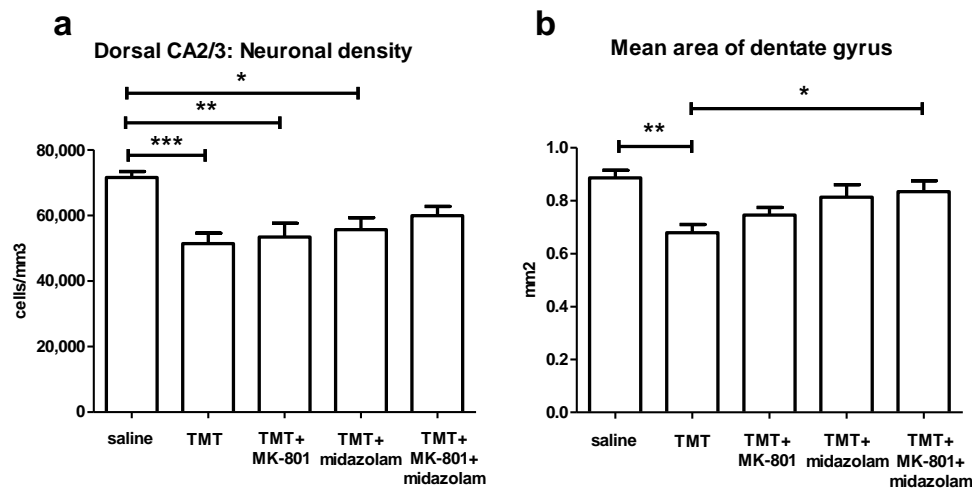 a
Dorsal CA2/3: Neuronal density
*
**
***
80,000
60,000
40,000
20,000
0
cells/mm3
saline
TMT
TMT+
MK-801
TMT+
midazolam
TMT+
MK-801+
midazolam
b
Mean area of dentate gyrus
*
**
1.0
0.8
0.6
0.4
0.2
0.0
mm2
saline
TMT
TMT+
MK-801
TMT+
midazolam
TMT+
MK-801+
midazolam